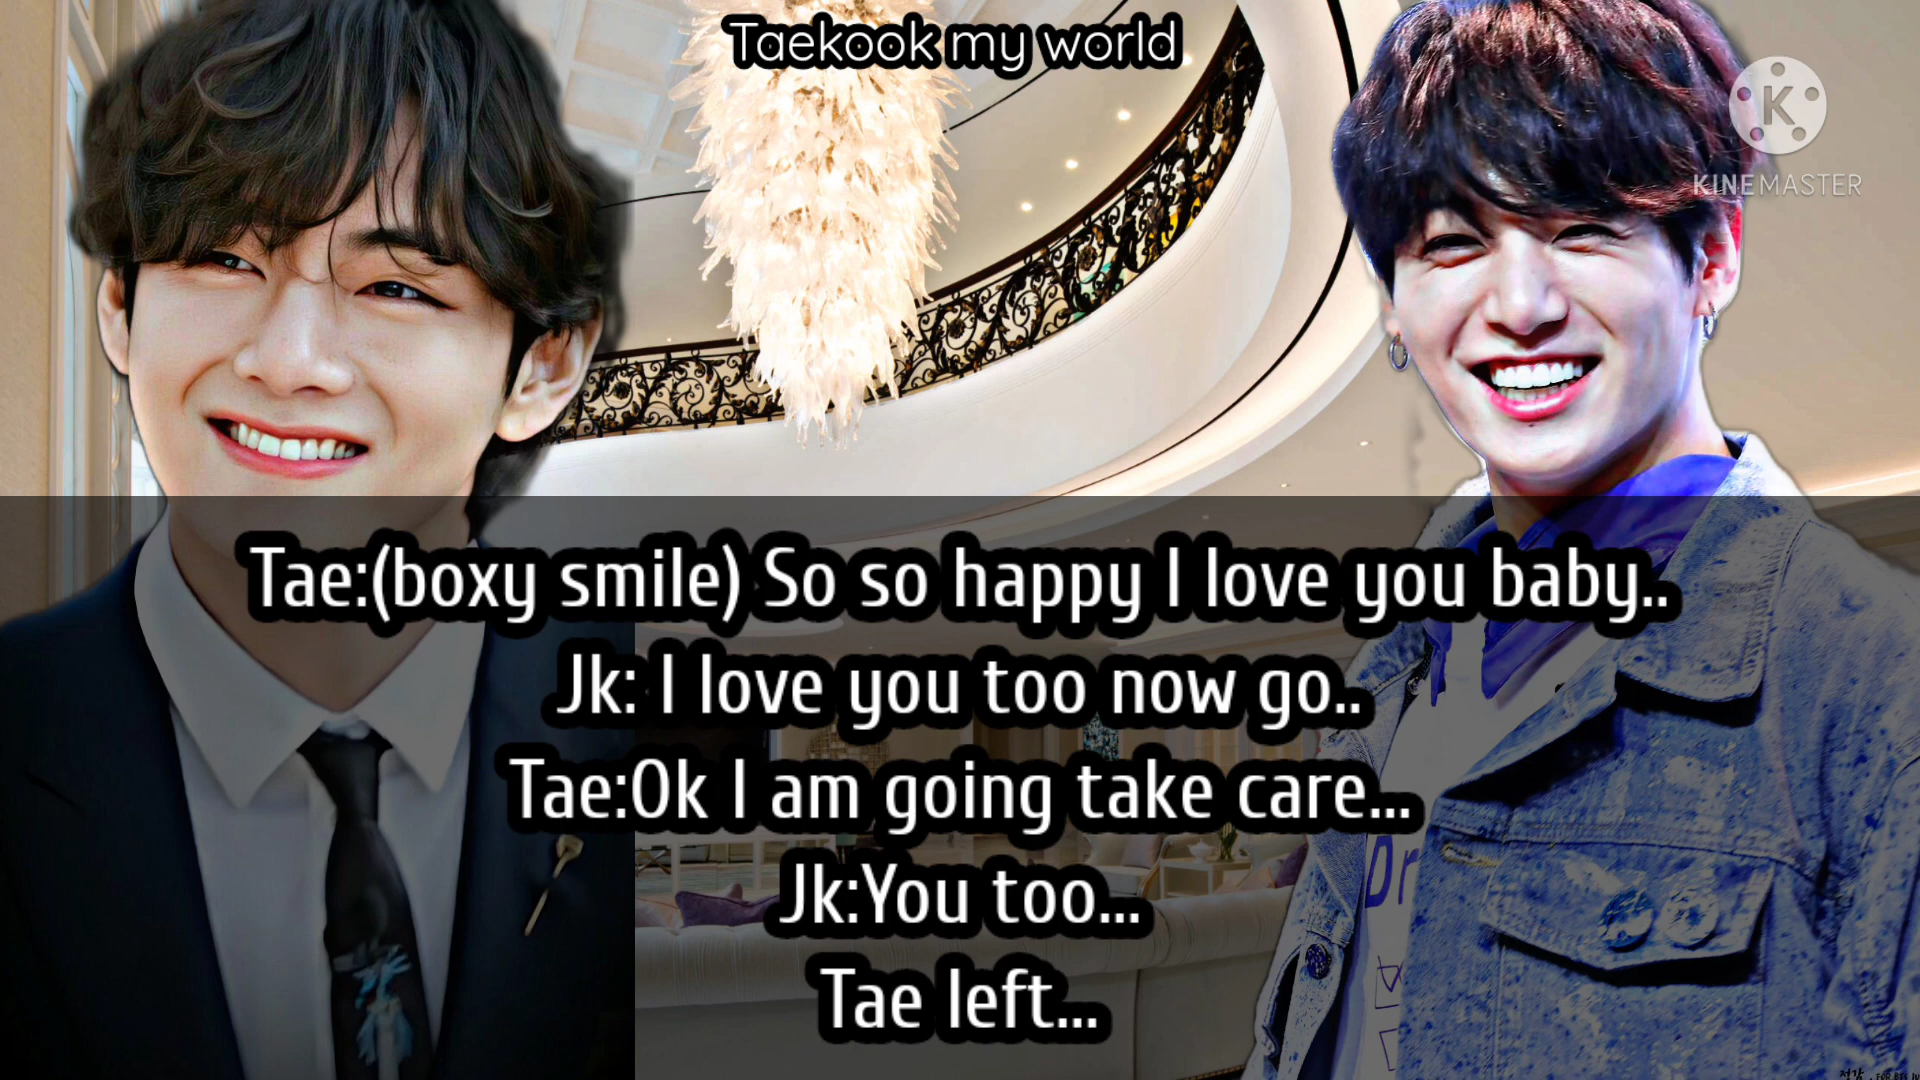 Taekook my world
KINEMASTER
Tae:(boxy smile) So so happy I love you baby..
Jk: I love you too now go..
Tae:Ok I am going take care...
Jk:You too...
Tae left...
Dr